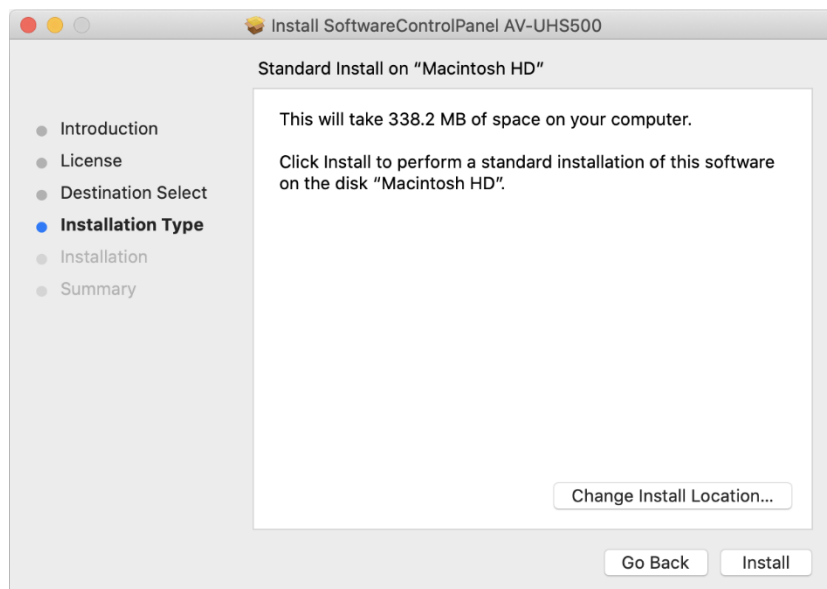 Install SoftwareControlPanel AV-UHS500
Standard Install on “Macintosh HD”
Introduction
License
Destination Select
Installation Type
Installation
Summary
This will take 338.2 MB of space on your computer.
Click Install to perform a standard installation of this software
on the disk “Macintosh HD”.
Change Install Location...
Go Back
Install